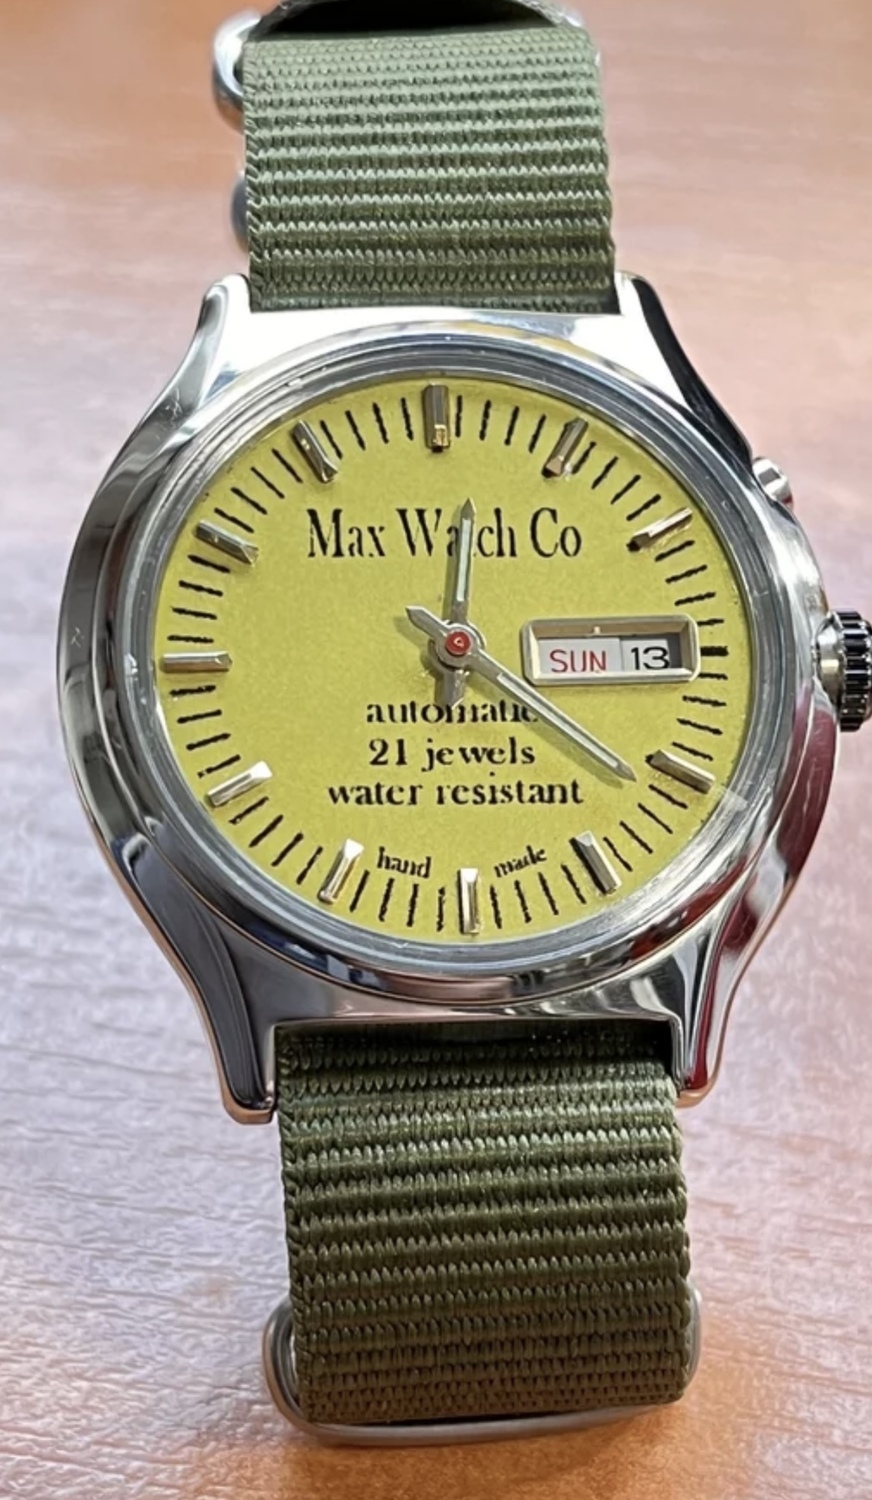 Max Watch Co
SUN 13
automatic
21 jewels
water resistant
hand made